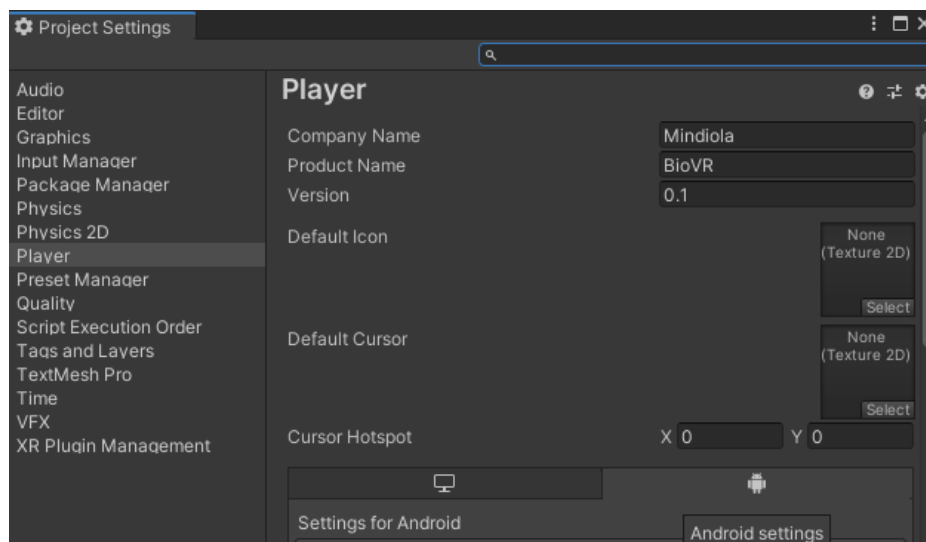 Project Settings
Audio
Editor
Graphics
Input Manager
Package Manager
Physics
Physics 2D
Player
Preset Manager
Quality
Script Execution Order
Tags and Layers
TextMesh Pro
Time
VFX
XR Plugin Management
Player
Company Name Mindiola
Product Name BioVR
Version 0.1
Default Icon
None
(Texture 2D)
Select
Default Cursor
None
(Texture 2D)
Select
Cursor Hotspot X 0 Y 0
Settings for Android
Android settings